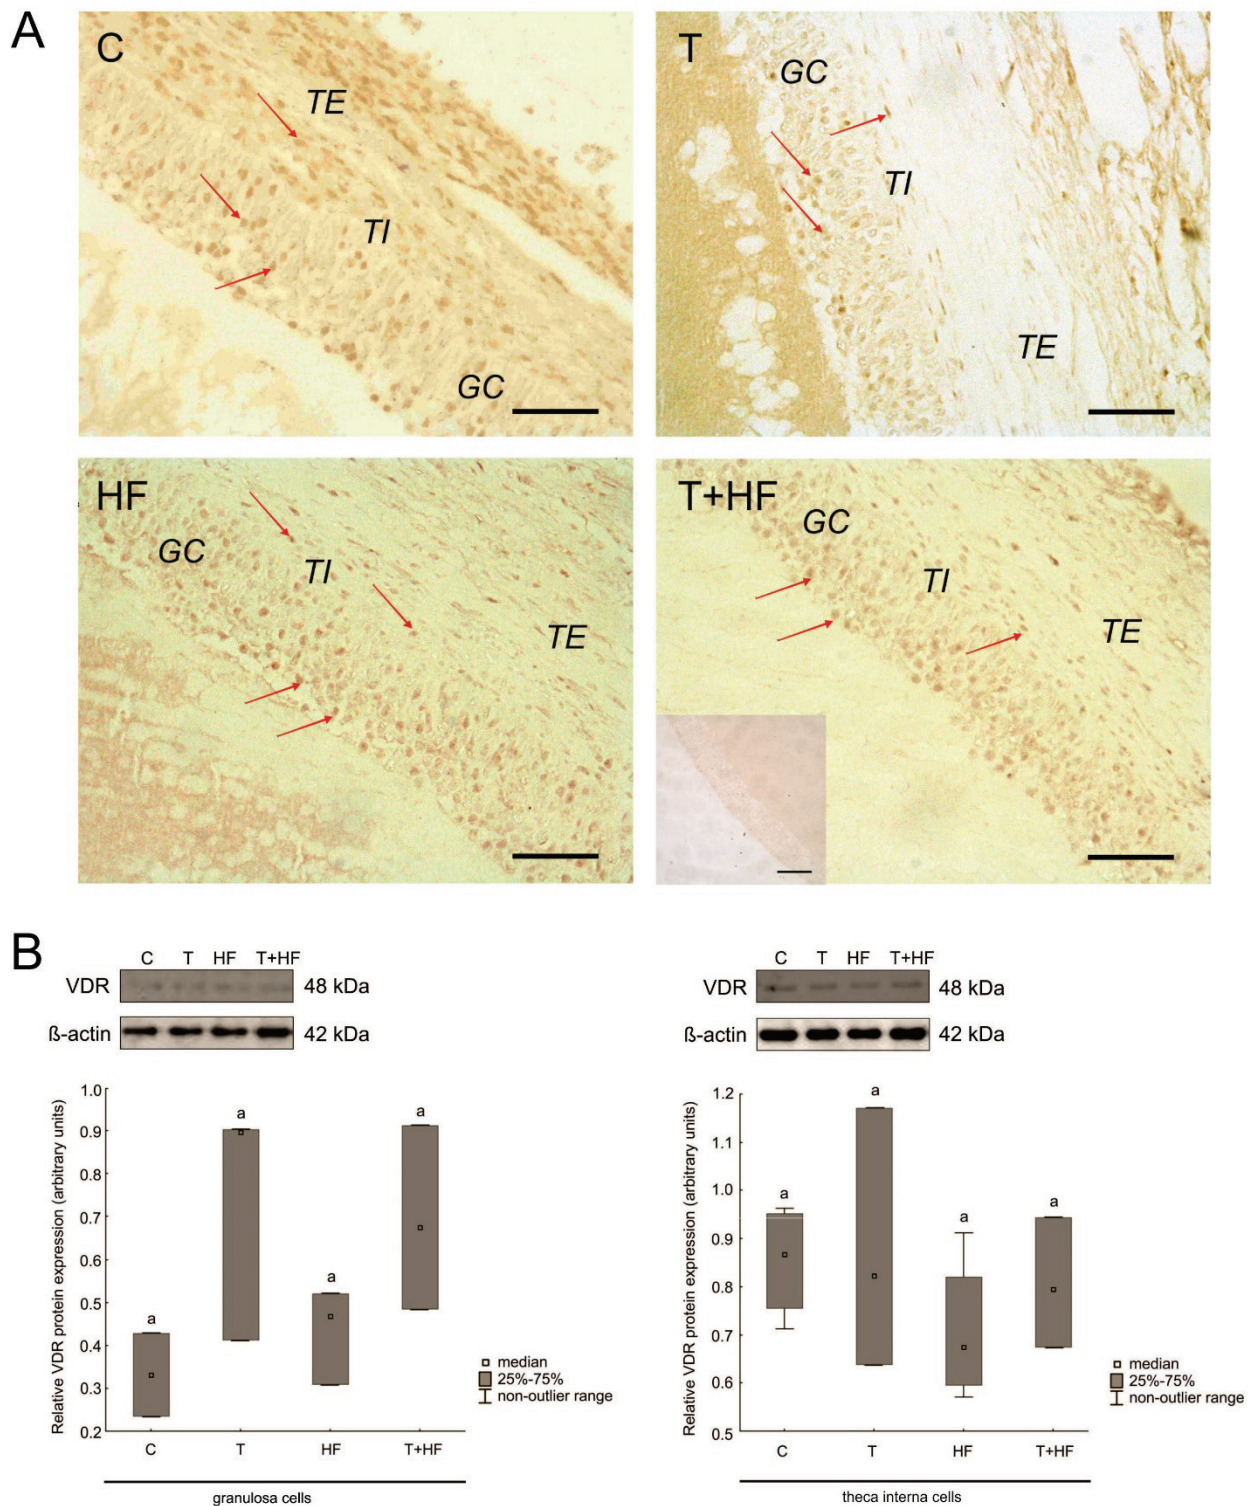 A
C
TE
TI
GC
T
GC
TI
TE
HF
GC
TI
TE
T+HF
GC
TI
TE
B
C T HF T+HF
VDR 48 kDa
ß-actin 42 kDa
Relative VDR protein expression (arbitrary units)
1.0
0.9
0.8
0.7
0.6
0.5
0.4
0.3
0.2
a
a
a
a
median
25%-75%
non-outlier range
C T HF T+HF
granulosa cells
C T HF T+HF
VDR 48 kDa
ß-actin 42 kDa
Relative VDR protein expression (arbitrary units)
1.2
1.1
1.0
0.9
0.8
0.7
0.6
0.5
a
a
a
a
median
25%-75%
non-outlier range
C T HF T+HF
theca interna cells